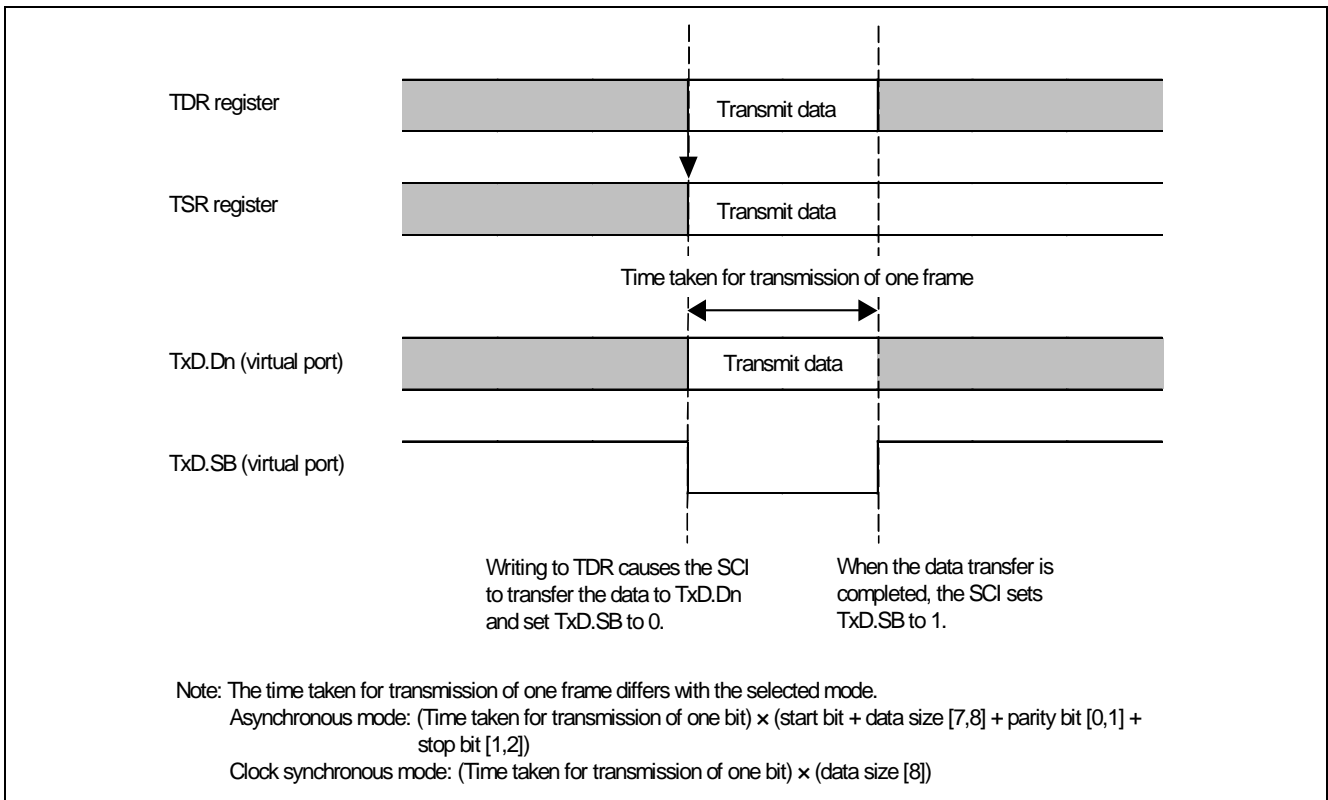 TDR register
Transmit data
TSR register
Transmit data
Time taken for transmission of one frame
TxD.Dn (virtual port)
Transmit data
TxD.SB (virtual port)
Writing to TDR causes the SCI
to transfer the data to TxD.Dn
and set TxD.SB to 0.
When the data transfer is
completed, the SCI sets
TxD.SB to 1.
Note: The time taken for transmission of one frame differs with the selected mode.
Asynchronous mode: (Time taken for transmission of one bit) × (start bit + data size [7,8] + parity bit [0,1] +
stop bit [1,2])
Clock synchronous mode: (Time taken for transmission of one bit) × (data size [8])